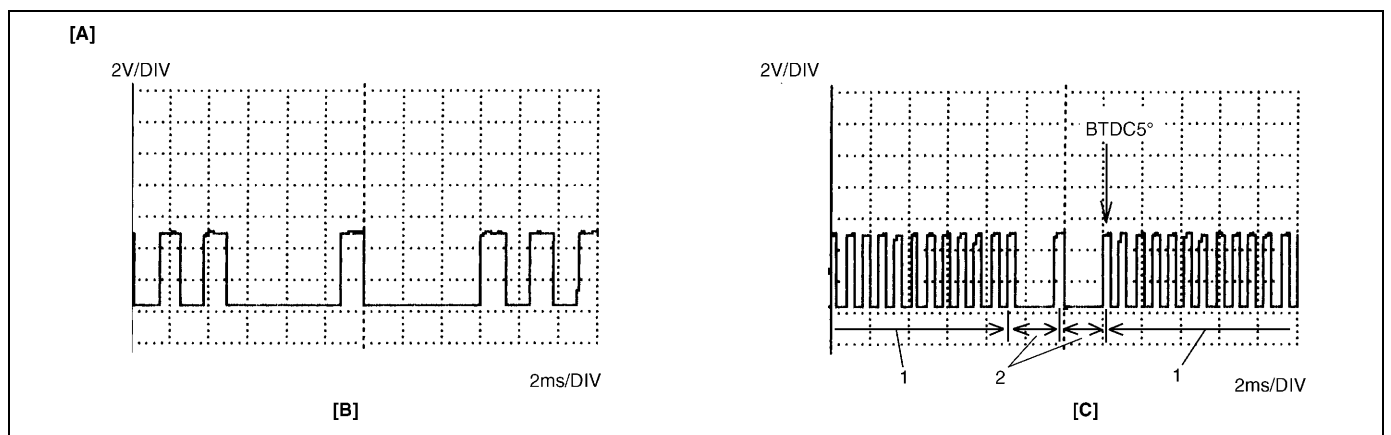 [A]
2V/DIV
2V/DIV
BTDC5°
1
2
1
2ms/DIV
2ms/DIV
[B]
[C]